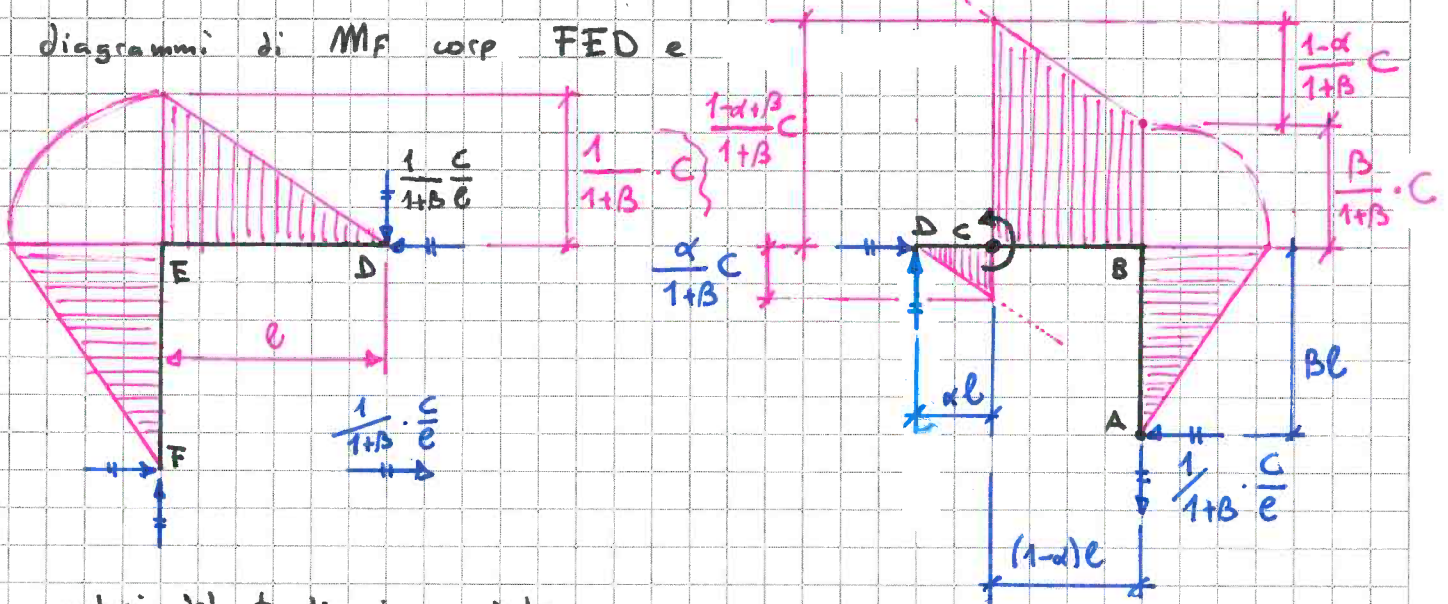 diagrammi di MF corp FED e
1/(1+β) C/ℓ
1/(1+β) · C
E
D
ℓ
F
1/(1+β) · C/ℓ
(1-α+β)/(1+β) C
(1-α)/(1+β) C
β/(1+β) · C
α/(1+β) C
D
C
B
αℓ
βℓ
A
1/(1+β) · C/ℓ
(1-α)ℓ